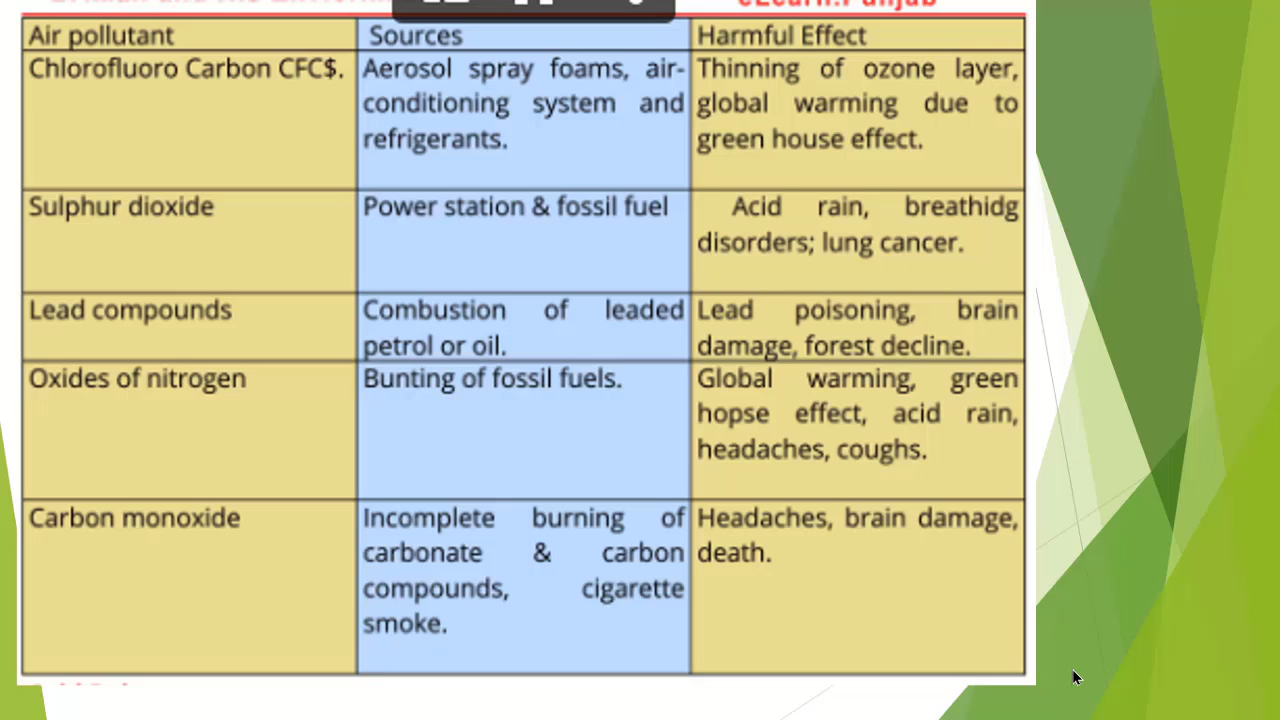 eLearn.Punjab
Air pollutant
Sources
Harmful Effect
Chlorofluoro Carbon CFC$.
Aerosol spray foams, air-
conditioning system and
refrigerants.
Thinning of ozone layer,
global warming due to
green house effect.
Sulphur dioxide
Power station & fossil fuel
Acid rain, breathidg
disorders; lung cancer.
Lead compounds
Combustion of leaded
petrol or oil.
Lead poisoning, brain
damage, forest decline.
Oxides of nitrogen
Bunting of fossil fuels.
Global warming, green
hopse effect, acid rain,
headaches, coughs.
Carbon monoxide
Incomplete burning of
carbonate & carbon
compounds, cigarette
smoke.
Headaches, brain damage,
death.